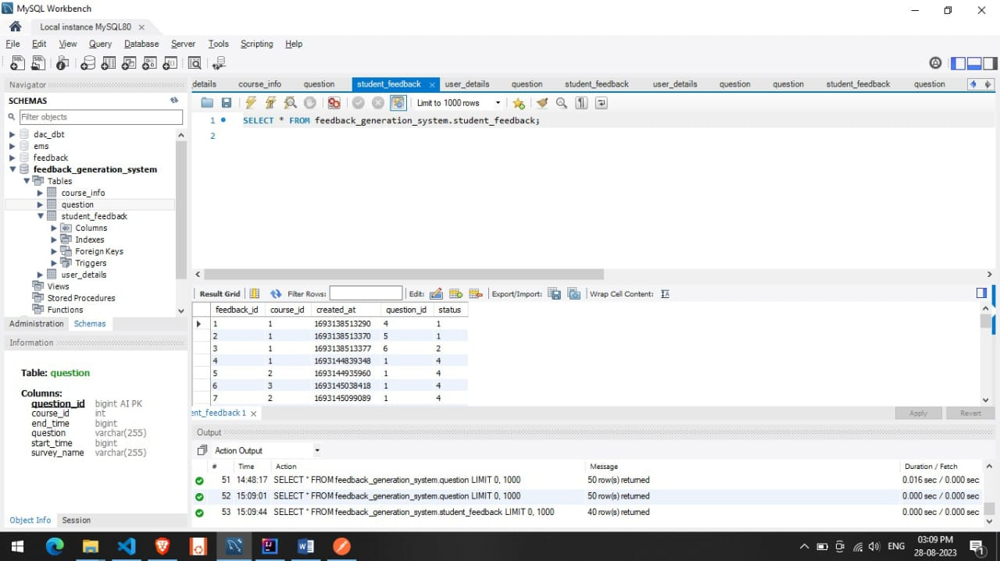 MySQL Workbench
Local instance MySQL80
File Edit View Query Database Server Tools Scripting Help
Navigator
SCHEMAS
Filter objects
dac_dbt
ems
feedback
feedback_generation_system
Tables
course_info
question
student_feedback
Columns
Indexes
Foreign Keys
Triggers
user_details
Views
Stored Procedures
Functions
Administration Schemas
Information
Table: question
Columns:
question_id bigint AI PK
course_id int
end_time bigint
question varchar(255)
start_time bigint
survey_name varchar(255)
Object Info Session
details course_info question student_feedback user_details question student_feedback user_details question question student_feedback question
Limit to 1000 rows
1 SELECT * FROM feedback_generation_system.student_feedback;
2
Result Grid Filter Rows: Edit: Export/Import: Wrap Cell Content:
feedback_id course_id created_at question_id status
1 1 1693138513290 4 1
2 1 1693138513370 5 1
3 1 1693138513377 6 2
4 1 1693144839348 1 4
5 2 1693144935960 1 4
6 3 1693145038418 1 4
7 2 1693145099089 1 4
ent_feedback 1 Apply Revert
Output
Action Output
# Time Action Message Duration / Fetch
51 14:48:17 SELECT * FROM feedback_generation_system.question LIMIT 0, 1000 50 row(s) returned 0.016 sec / 0.000 sec
52 15:09:01 SELECT * FROM feedback_generation_system.question LIMIT 0, 1000 50 row(s) returned 0.000 sec / 0.000 sec
53 15:09:44 SELECT * FROM feedback_generation_system.student_feedback LIMIT 0, 1000 40 row(s) returned 0.000 sec / 0.000 sec
ENG 03:09 PM
28-08-2023
1